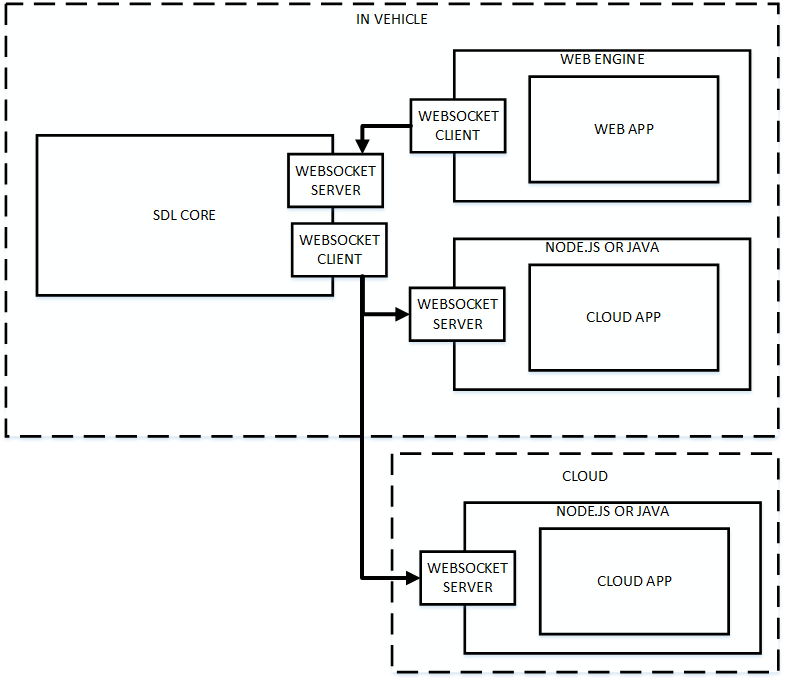 IN VEHICLE
WEB ENGINE
WEBSOCKET
CLIENT
WEB APP
WEBSOCKET
SERVER
SDL CORE
WEBSOCKET
CLIENT
NODE.JS OR JAVA
WEBSOCKET
SERVER
CLOUD APP
CLOUD
NODE.JS OR JAVA
WEBSOCKET
SERVER
CLOUD APP